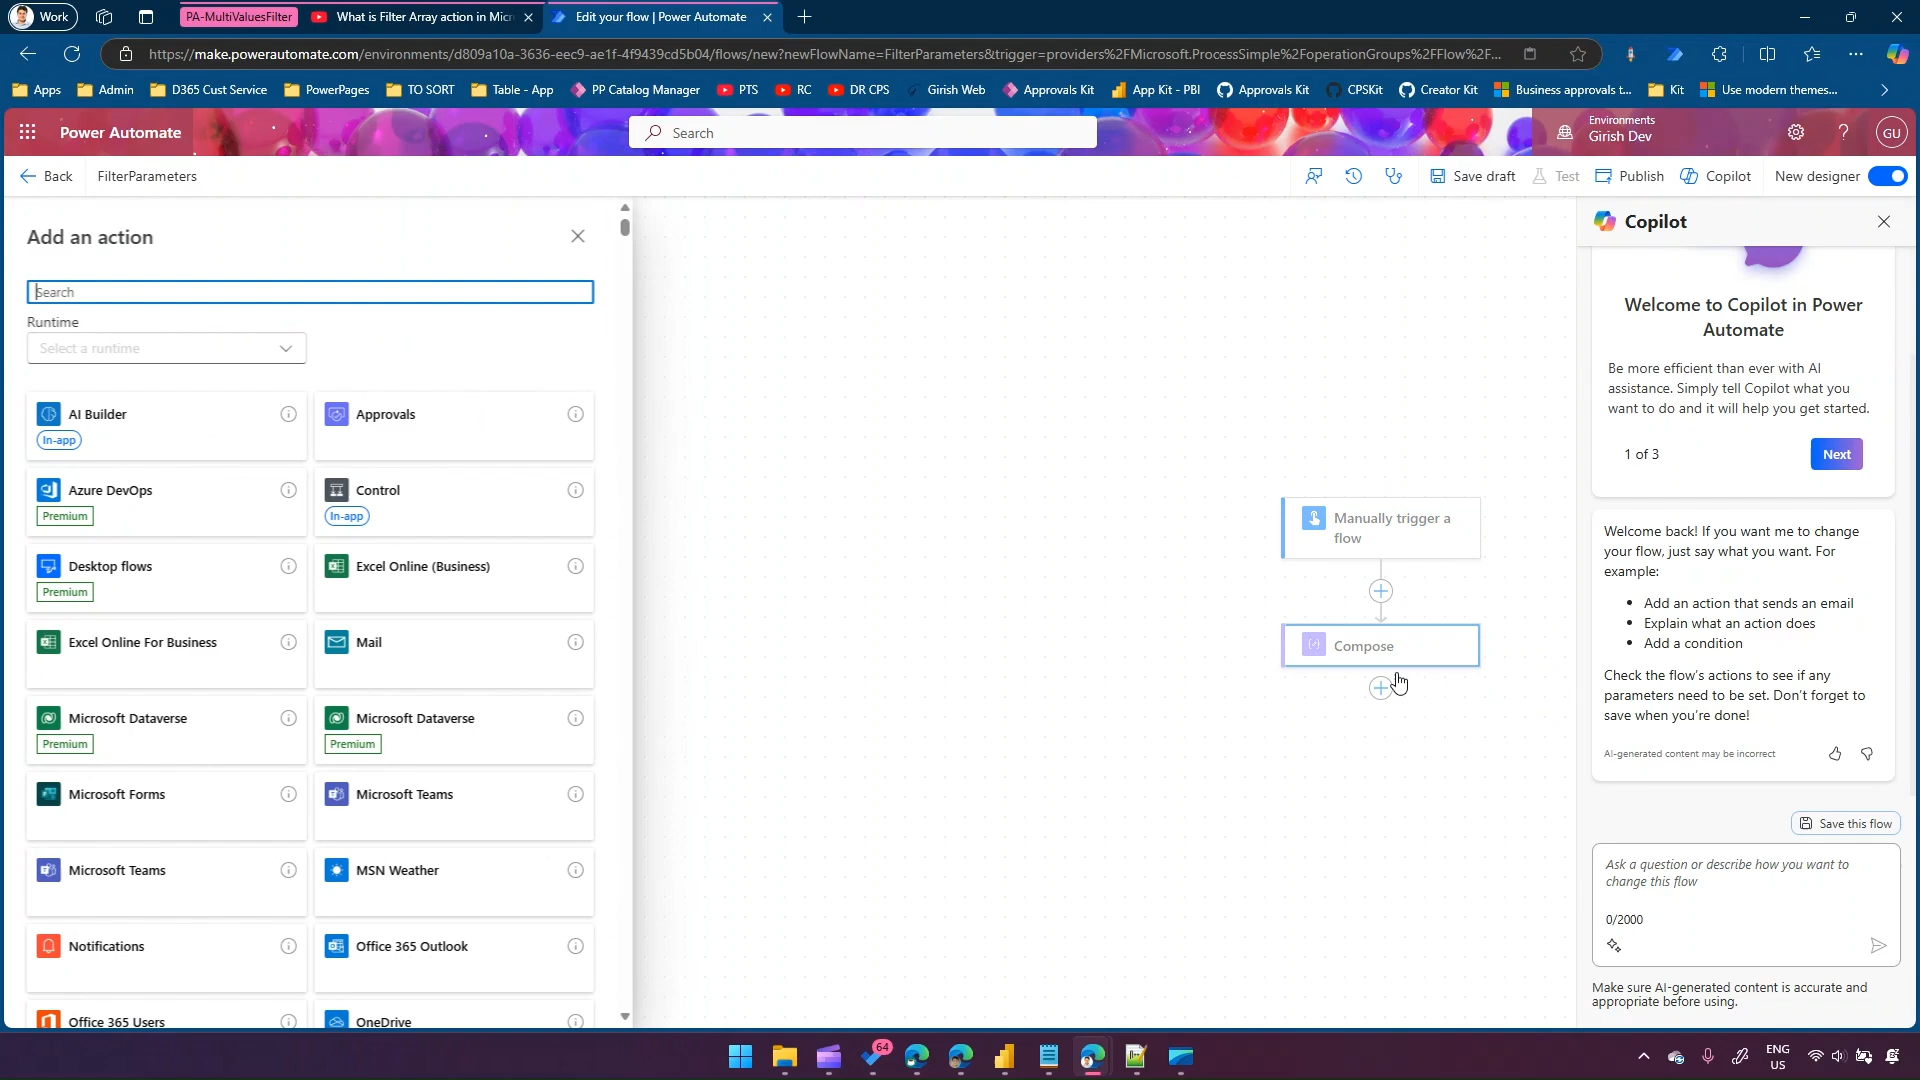 Work
PA-MultiValuesFilter
What is Filter Array action in Micr
Edit your flow | Power Automate
https://make.powerautomate.com/environments/d809a10a-3636-eec9-ae1f-4f9439cd5b04/flows/new?newFlowName=FilterParameters&trigger=providers%2FMicrosoft.ProcessSimple%2FoperationGroups%2FFlow%2F...
Apps
Admin
D365 Cust Service
PowerPages
TO SORT
Table - App
PP Catalog Manager
PTS
RC
DR CPS
Girish Web
Approvals Kit
App Kit - PBI
Approvals Kit
CPSKit
Creator Kit
Business approvals t...
Kit
Use modern themes...
Power Automate
Search
Environments
Girish Dev
GU
Back
FilterParameters
Save draft
Test
Publish
Copilot
New designer
Add an action
Search
Runtime
Select a runtime
AI Builder
In-app
Approvals
Azure DevOps
Premium
Control
In-app
Desktop flows
Premium
Excel Online (Business)
Excel Online For Business
Mail
Microsoft Dataverse
Premium
Microsoft Dataverse
Premium
Microsoft Forms
Microsoft Teams
Microsoft Teams
MSN Weather
Notifications
Office 365 Outlook
Office 365 Users
OneDrive
Manually trigger a
flow
Compose
Copilot
Welcome to Copilot in Power
Automate
Be more efficient than ever with AI
assistance. Simply tell Copilot what you
want to do and it will help you get started.
1 of 3
Next
Welcome back! If you want me to change
your flow, just say what you want. For
example:
• Add an action that sends an email
• Explain what an action does
• Add a condition
Check the flow's actions to see if any
parameters need to be set. Don't forget to
save when you're done!
AI-generated content may be incorrect
Save this flow
Ask a question or describe how you want to
change this flow
0/2000
Make sure AI-generated content is accurate and
appropriate before using.
64
ENG
US